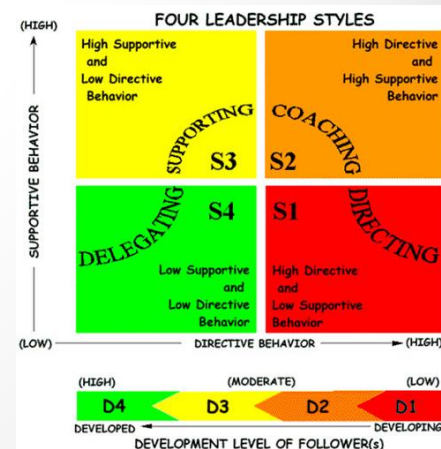 FOUR LEADERSHIP STYLES
(HIGH)
SUPPORTIVE BEHAVIOR
High Supportive
and
Low Directive
Behavior
SUPPORTING
S3
High Directive
and
High Supportive
Behavior
COACHING
S2
DELEGATING
S4
Low Supportive
and
Low Directive
Behavior
S1
DIRECTING
High Directive
and
Low Supportive
Behavior
(LOW)
DIRECTIVE BEHAVIOR
(HIGH)
(HIGH)
(MODERATE)
(LOW)
D4
D3
D2
D1
DEVELOPED
DEVELOPING
DEVELOPMENT LEVEL OF FOLLOWER(s)